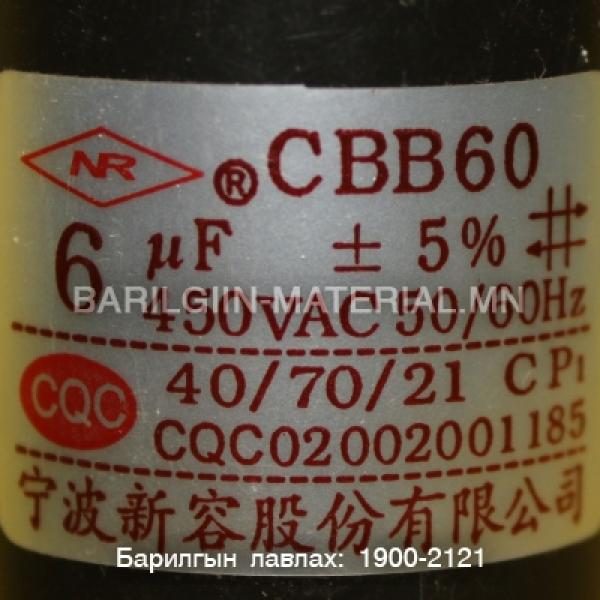 NR ® CBB60
6 μF ± 5%
BARILGIIN-MATERIAL.MN
450VAC 50/60Hz
CQC 40/70/21 CP1
CQC02002001185
宁波新容股份有限公司
Барилгын лавлах: 1900-2121